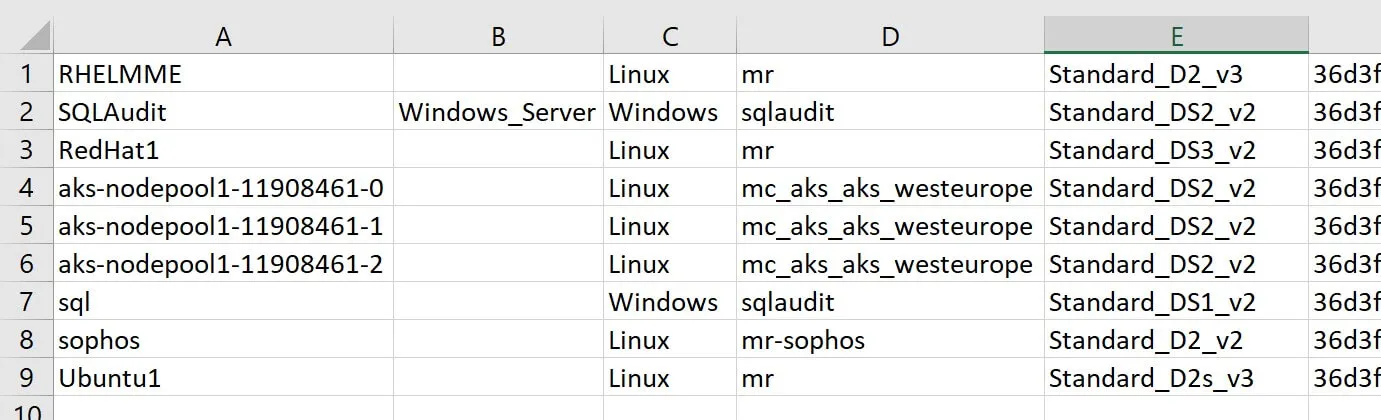 A B C D E
1 RHELMME Linux mr Standard_D2_v3 36d3f
2 SQLAudit Windows_Server Windows sqlaudit Standard_DS2_v2 36d3f
3 RedHat1 Linux mr Standard_DS3_v2 36d3f
4 aks-nodepool1-11908461-0 Linux mc_aks_aks_westeurope Standard_DS2_v2 36d3f
5 aks-nodepool1-11908461-1 Linux mc_aks_aks_westeurope Standard_DS2_v2 36d3f
6 aks-nodepool1-11908461-2 Linux mc_aks_aks_westeurope Standard_DS2_v2 36d3f
7 sql Windows sqlaudit Standard_DS1_v2 36d3f
8 sophos Linux mr-sophos Standard_D2_v2 36d3f
9 Ubuntu1 Linux mr Standard_D2s_v3 36d3f
10